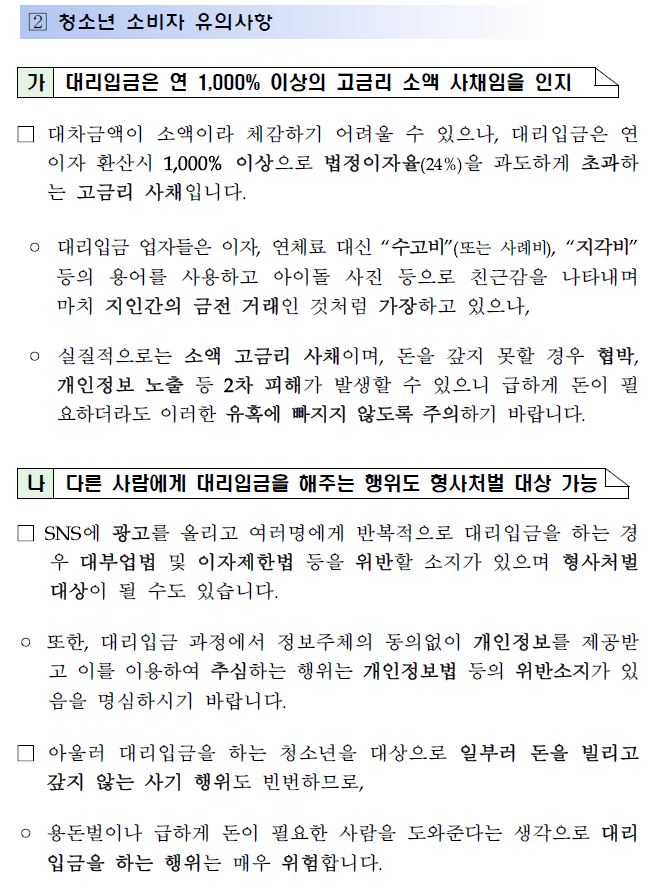 2 청소년 소비자 유의사항
가 대리입금은 연 1,000% 이상의 고금리 소액 사채임을 인지
□ 대차금액이 소액이라 체감하기 어려울 수 있으나, 대리입금은 연
이자 환산시 1,000% 이상으로 법정이자율(24%)을 과도하게 초과하
는 고금리 사채입니다.
○ 대리입금 업자들은 이자, 연체료 대신 “수고비”(또는 사례비), “지각비”
등의 용어를 사용하고 아이돌 사진 등으로 친근감을 나타내며
마치 지인간의 금전 거래인 것처럼 가장하고 있으나,
○ 실질적으로는 소액 고금리 사채이며, 돈을 갚지 못할 경우 협박,
개인정보 노출 등 2차 피해가 발생할 수 있으니 급하게 돈이 필
요하더라도 이러한 유혹에 빠지지 않도록 주의하기 바랍니다.
나 다른 사람에게 대리입금을 해주는 행위도 형사처벌 대상 가능
□ SNS에 광고를 올리고 여러명에게 반복적으로 대리입금을 하는 경
우 대부업법 및 이자제한법 등을 위반할 소지가 있으며 형사처벌
대상이 될 수도 있습니다.
○ 또한, 대리입금 과정에서 정보주체의 동의없이 개인정보를 제공받
고 이를 이용하여 추심하는 행위는 개인정보법 등의 위반소지가 있
음을 명심하시기 바랍니다.
□ 아울러 대리입금을 하는 청소년을 대상으로 일부러 돈을 빌리고
갚지 않는 사기 행위도 빈번하므로,
○ 용돈벌이나 급하게 돈이 필요한 사람을 도와준다는 생각으로 대리
입금을 하는 행위는 매우 위험합니다.